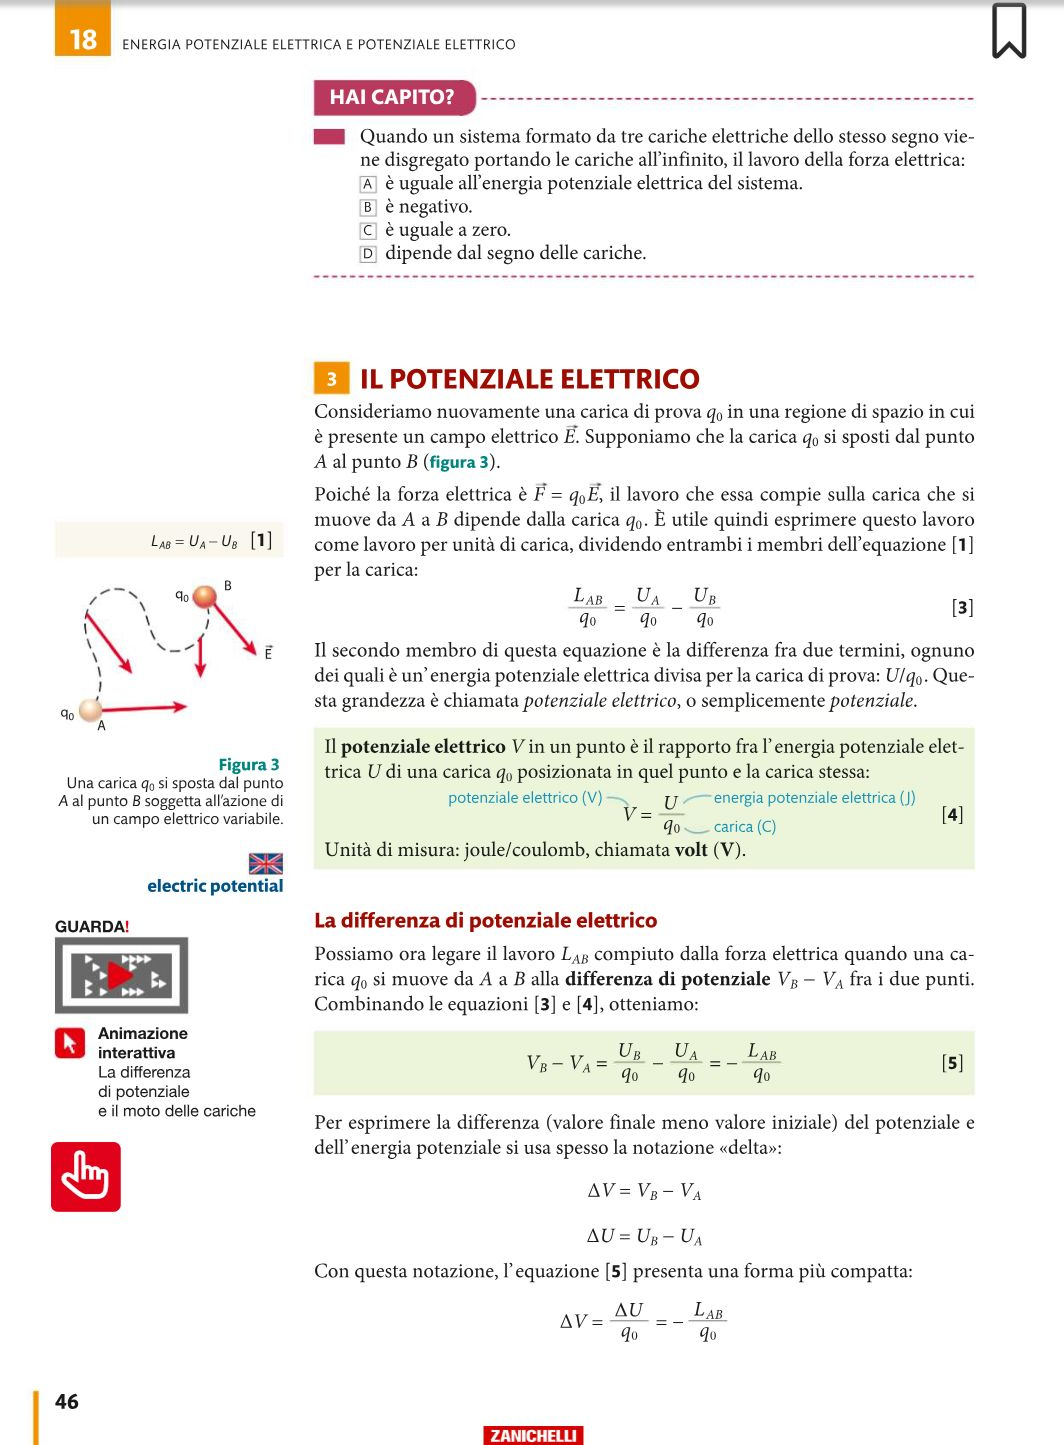 18
ENERGIA POTENZIALE ELETTRICA E POTENZIALE ELETTRICO
HAI CAPITO?
Quando un sistema formato da tre cariche elettriche dello stesso segno vie-
ne disgregato portando le cariche all'infinito, il lavoro della forza elettrica:
A è uguale all'energia potenziale elettrica del sistema.
B è negativo.
C è uguale a zero.
D dipende dal segno delle cariche.
3 IL POTENZIALE ELETTRICO
Consideriamo nuovamente una carica di prova q₀ in una regione di spazio in cui
è presente un campo elettrico E⃗. Supponiamo che la carica q₀ si sposti dal punto
A al punto B (figura 3).
Poiché la forza elettrica è F⃗ = q₀E⃗, il lavoro che essa compie sulla carica che si
muove da A a B dipende dalla carica q₀. È utile quindi esprimere questo lavoro
come lavoro per unità di carica, dividendo entrambi i membri dell'equazione [1]
per la carica:
L_AB/q₀ = U_A/q₀ − U_B/q₀ [3]
Il secondo membro di questa equazione è la differenza fra due termini, ognuno
dei quali è un'energia potenziale elettrica divisa per la carica di prova: U/q₀. Que-
sta grandezza è chiamata potenziale elettrico, o semplicemente potenziale.
L_AB = U_A − U_B [1]
q₀
B
E⃗
q₀
A
Figura 3
Una carica q₀ si sposta dal punto
A al punto B soggetta all'azione di
un campo elettrico variabile.
electric potential
Il potenziale elettrico V in un punto è il rapporto fra l'energia potenziale elet-
trica U di una carica q₀ posizionata in quel punto e la carica stessa:
potenziale elettrico (V)
V = U/q₀ [4]
energia potenziale elettrica (J)
carica (C)
Unità di misura: joule/coulomb, chiamata volt (V).
La differenza di potenziale elettrico
Possiamo ora legare il lavoro L_AB compiuto dalla forza elettrica quando una ca-
rica q₀ si muove da A a B alla differenza di potenziale V_B − V_A fra i due punti.
Combinando le equazioni [3] e [4], otteniamo:
V_B − V_A = U_B/q₀ − U_A/q₀ = − L_AB/q₀ [5]
Per esprimere la differenza (valore finale meno valore iniziale) del potenziale e
dell'energia potenziale si usa spesso la notazione «delta»:
ΔV = V_B − V_A
ΔU = U_B − U_A
Con questa notazione, l'equazione [5] presenta una forma più compatta:
ΔV = ΔU/q₀ = − L_AB/q₀
GUARDA!
Animazione
interattiva
La differenza
di potenziale
e il moto delle cariche
46
ZANICHELLI